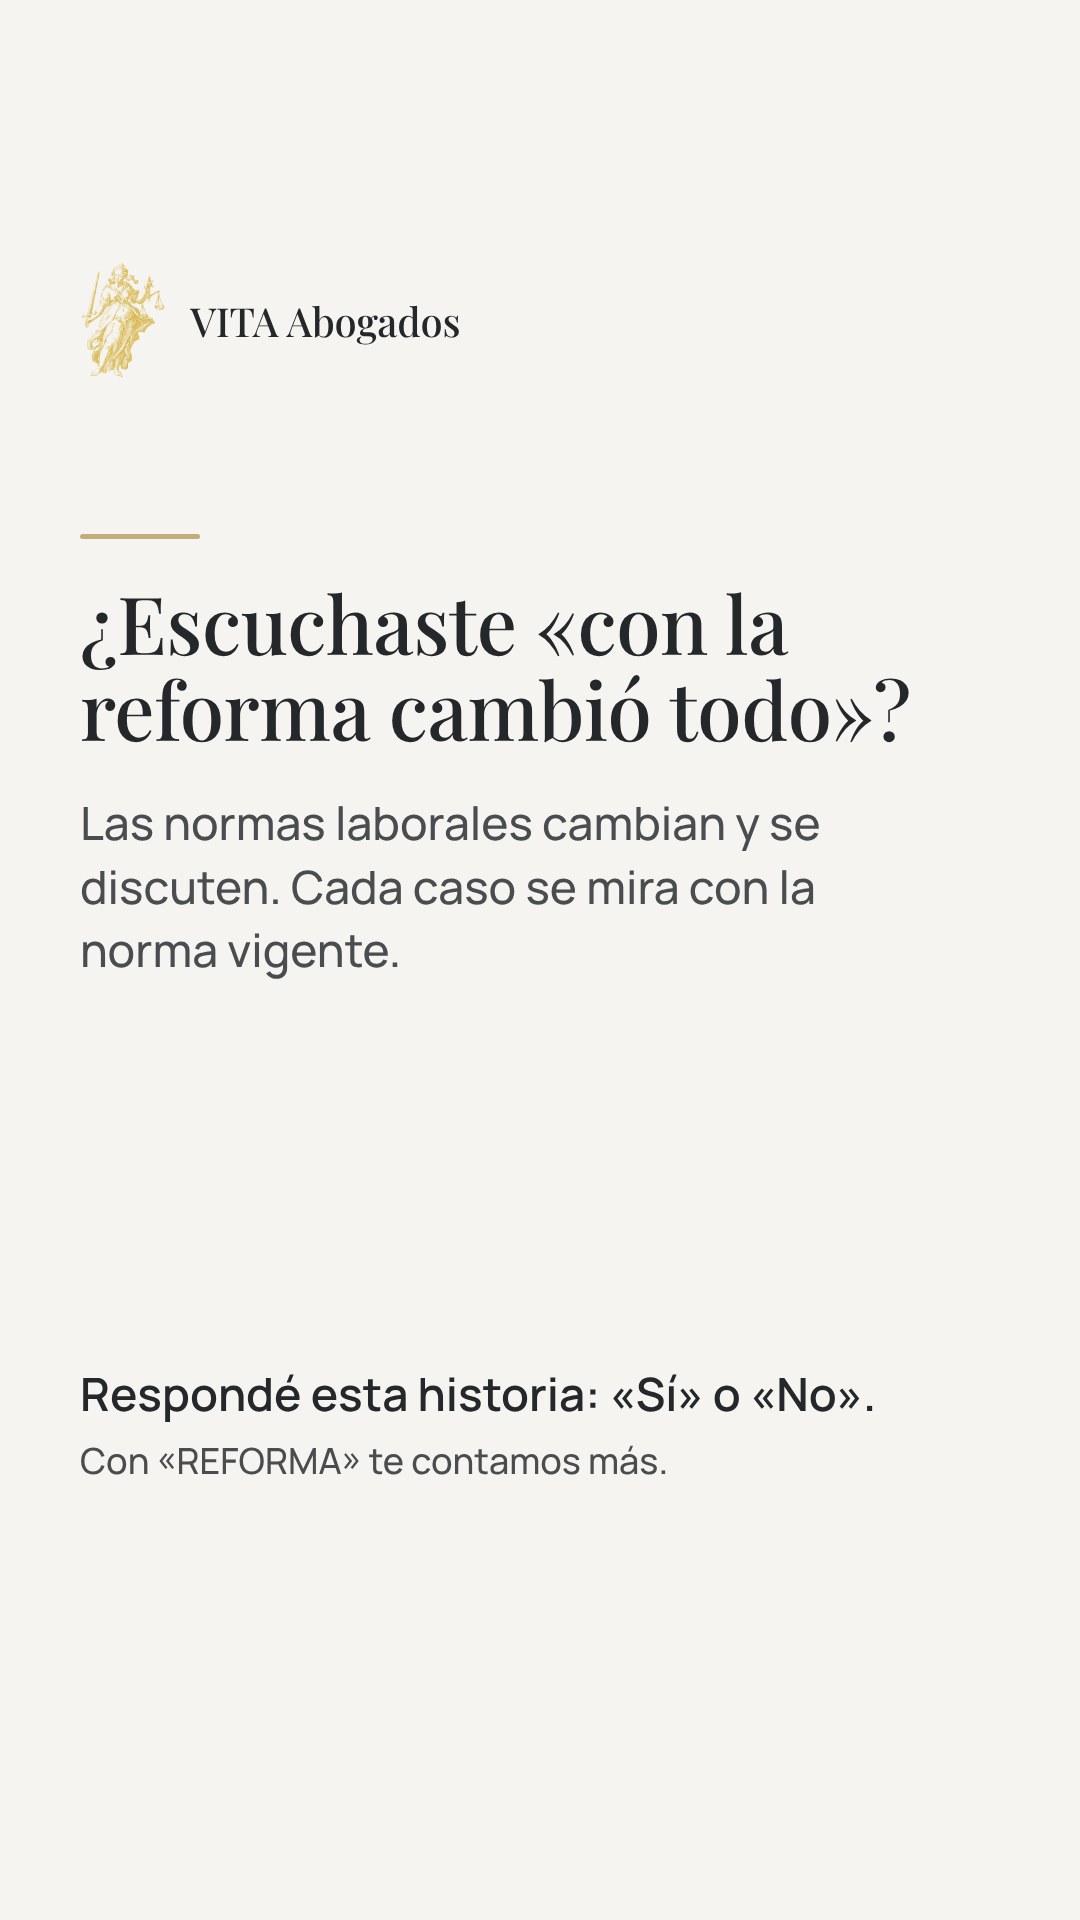 VITA Abogados
¿Escuchaste «con la
reforma cambió todo»?
Las normas laborales cambian y se
discuten. Cada caso se mira con la
norma vigente.
Respondé esta historia: «Sí» o «No».
Con «REFORMA» te contamos más.